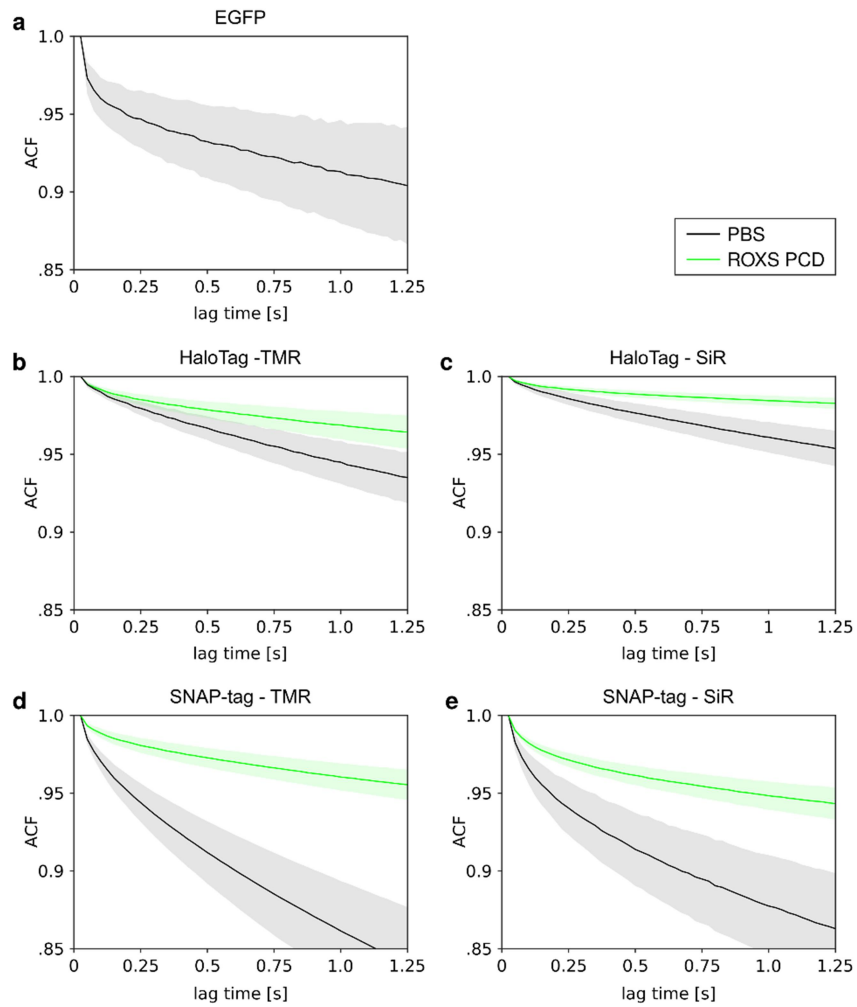 a
EGFP
1.0
.95
0.9
.85
ACF
0 0.25 0.5 0.75 1.0 1.25
lag time [s]
PBS
ROXS PCD
b
HaloTag -TMR
1.0
.95
0.9
.85
ACF
0 0.25 0.5 0.75 1.0 1.25
lag time [s]
c
HaloTag - SiR
1.0
.95
0.9
.85
ACF
0 0.25 0.5 0.75 1 1.25
lag time [s]
d
SNAP-tag - TMR
1.0
.95
0.9
.85
ACF
0 0.25 0.5 0.75 1.0 1.25
lag time [s]
e
SNAP-tag - SiR
1.0
.95
0.9
.85
ACF
0 0.25 0.5 0.75 1.0 1.25
lag time [s]